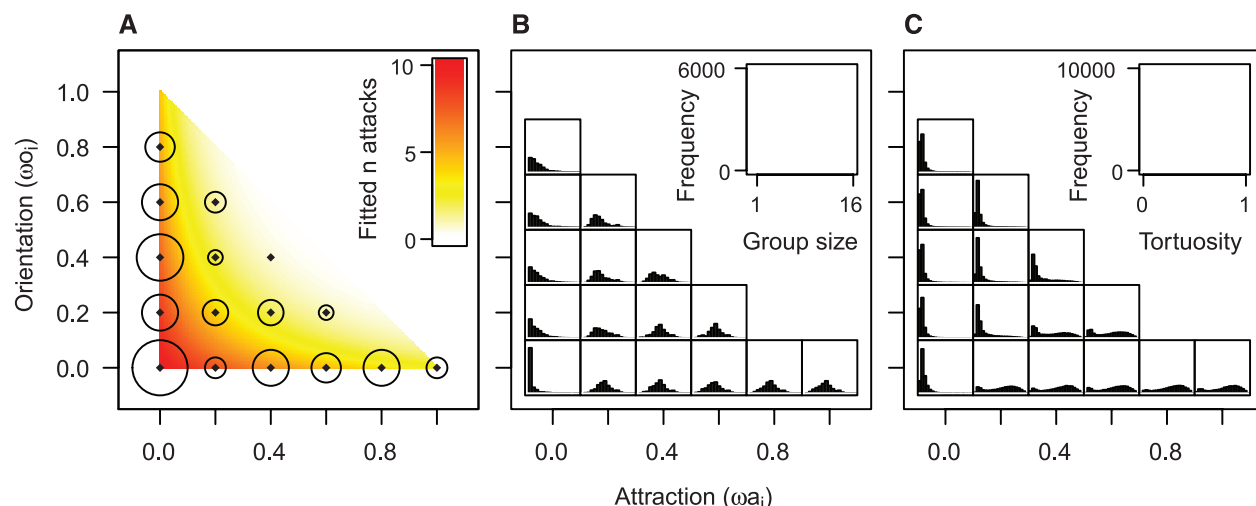 A
B
C
Orientation (ωo_i)
1.0
0.8
0.6
0.4
0.2
0.0
Fitted n attacks
10
5
0
0.0
0.4
0.8
Frequency
6000
0
1
16
Group size
0.0
0.4
0.8
Frequency
10000
0
0
1
Tortuosity
0.0
0.4
0.8
Attraction (ωa_i)